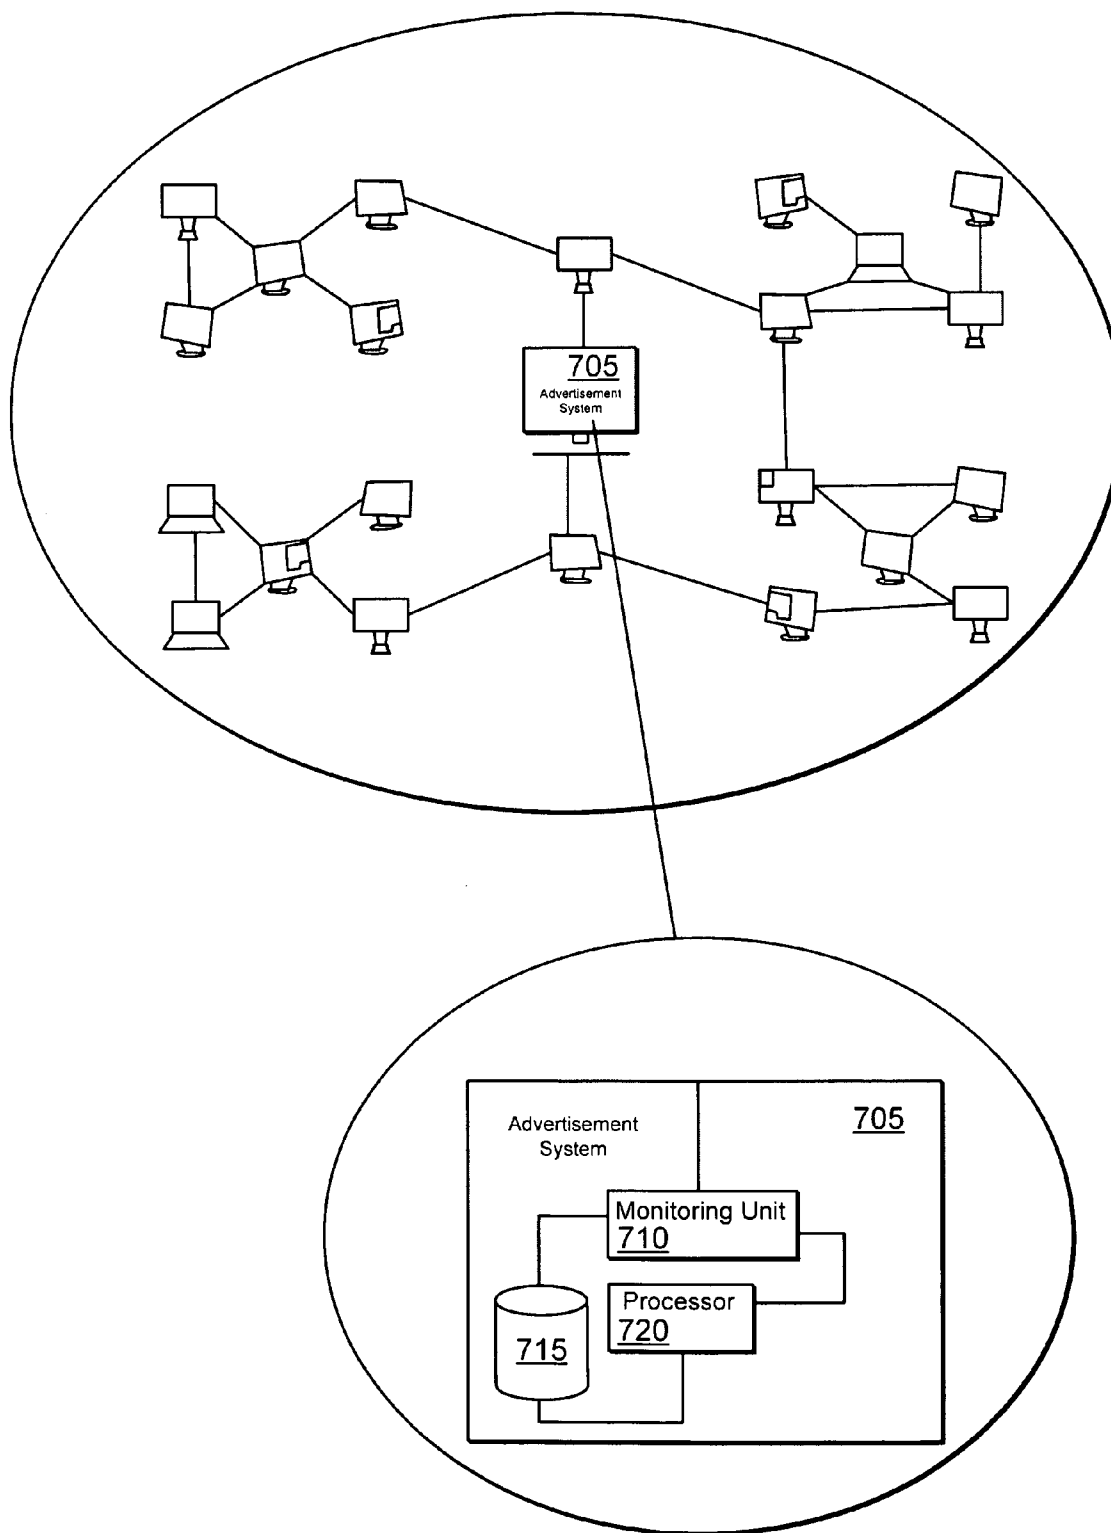 705
Advertisement
System
Advertisement
System
705
Monitoring Unit
710
Processor
720
715